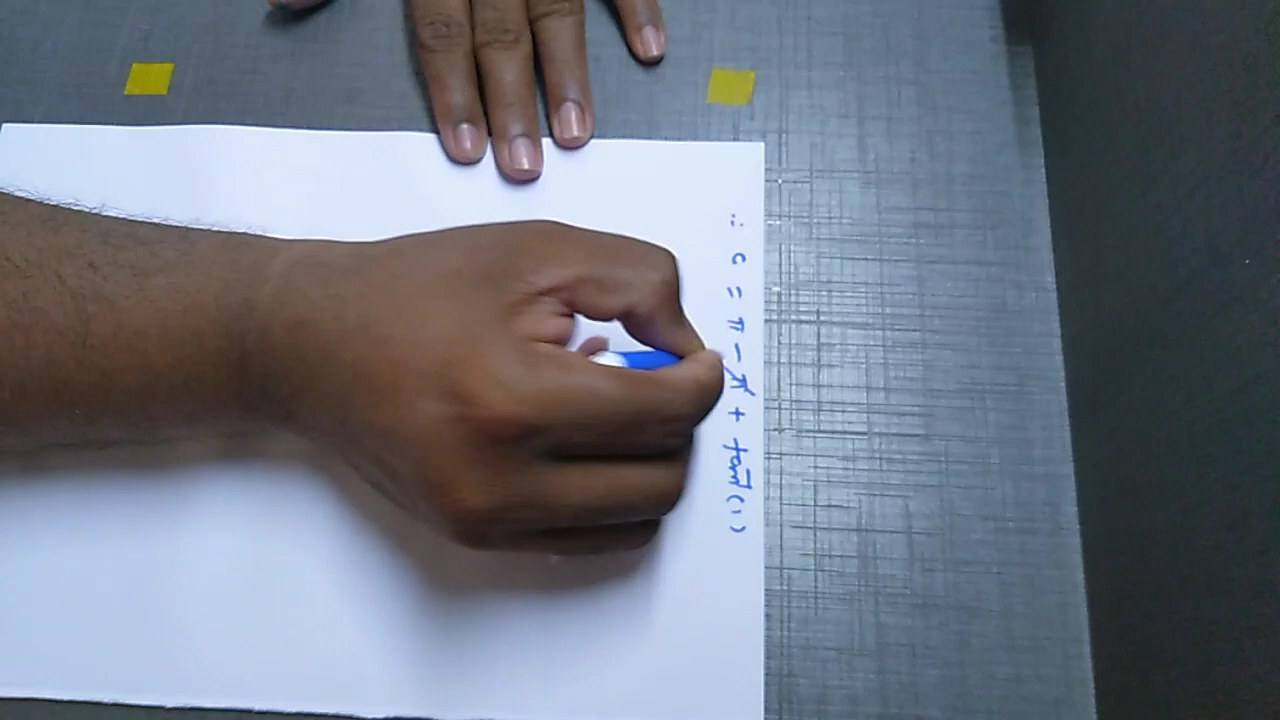 ∴ c = π - π + tan⁻¹(1)